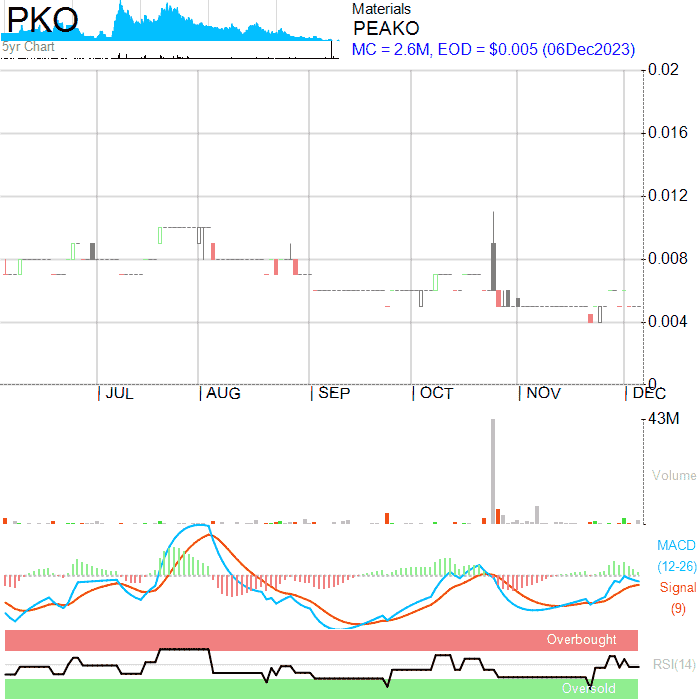 PKO
5yr Chart
Materials
PEAKO
MC = 2.6M, EOD = $0.005 (06Dec2023)
0.02
0.016
0.012
0.008
0.004
0
JUL AUG SEP OCT NOV DEC
43M
Volume
MACD
(12-26)
Signal
(9)
Overbought
RSI(14)
Oversold